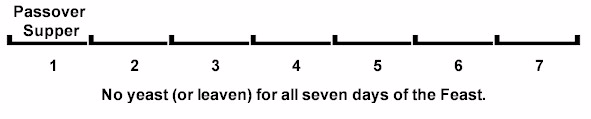 Passover
Supper
1 2 3 4 5 6 7
No yeast (or leaven) for all seven days of the Feast.